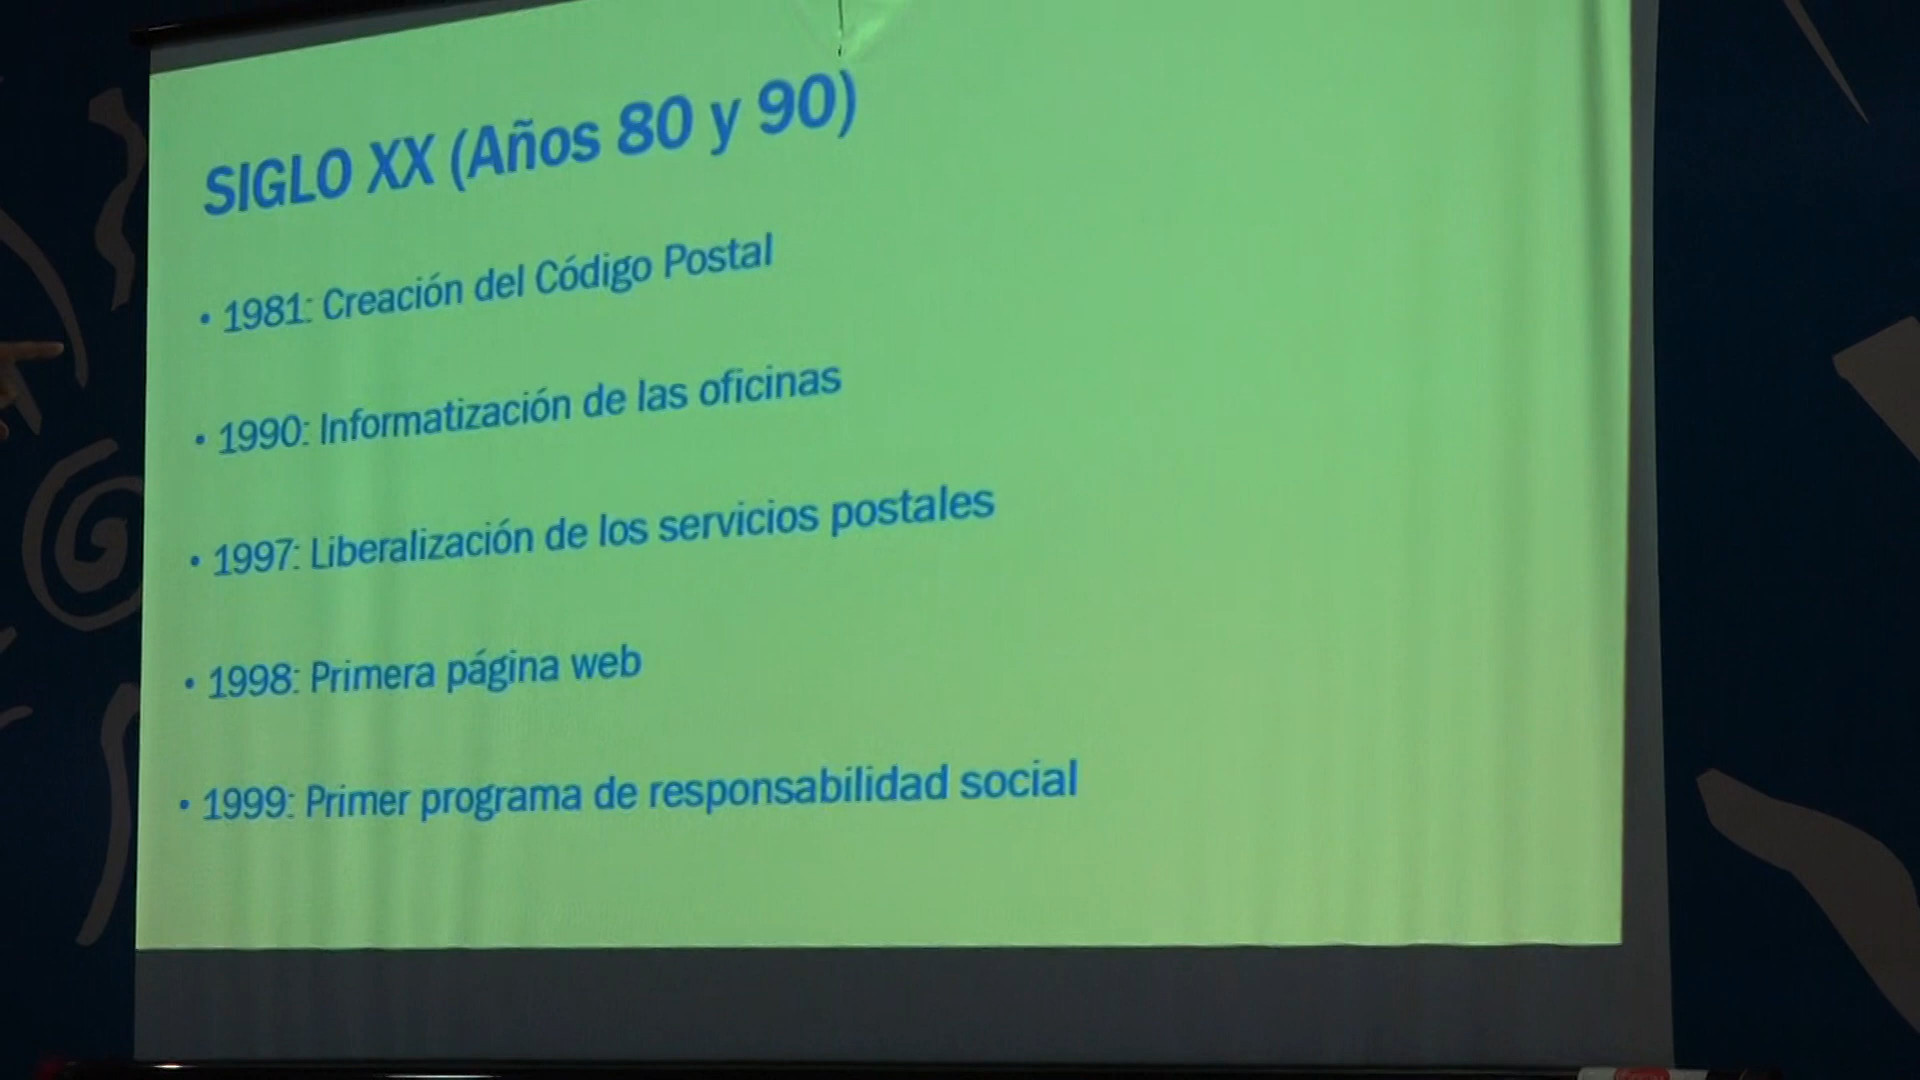 SIGLO XX (Años 80 y 90)
• 1981: Creación del Código Postal
• 1990: Informatización de las oficinas
• 1997: Liberalización de los servicios postales
• 1998: Primera página web
• 1999: Primer programa de responsabilidad social